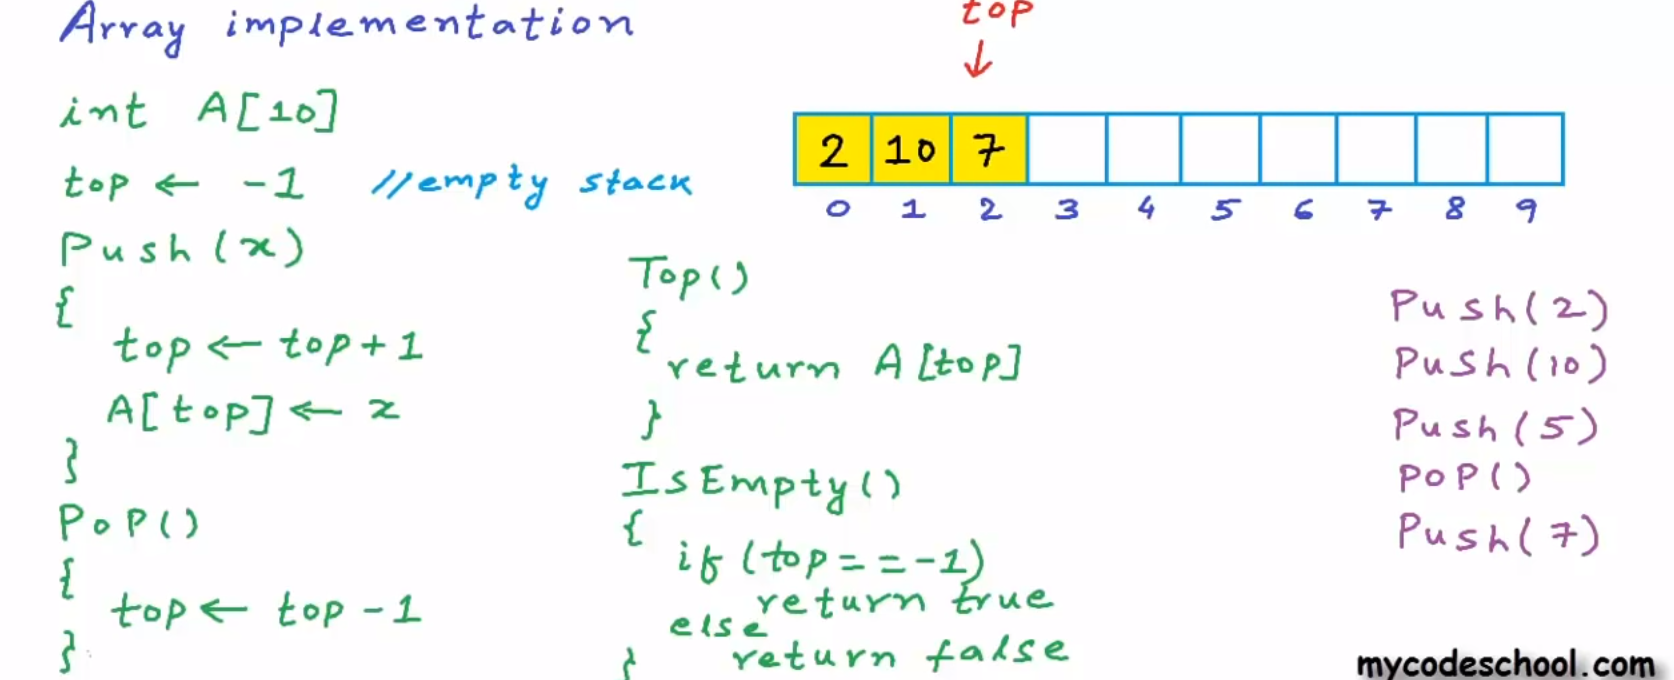 Array implementation
int A[10]
top ← -1 //empty stack
Push(x)
{
top ← top+1
A[top] ← x
}
Pop()
{
top ← top -1
}
top
↓
2 10 7
0 1 2 3 4 5 6 7 8 9
Top()
{
return A[top]
}
IsEmpty()
{
if (top == -1)
return true
else
return false
}
Push(2)
Push(10)
Push(5)
Pop()
Push(7)
mycodeschool.com